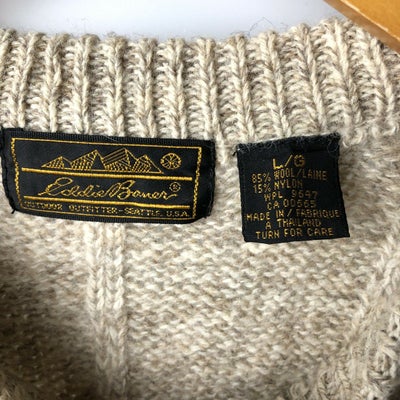 Eddie Bauer®
OUTDOOR OUTFITTER-SEATTLE, U.S.A.
L/G
85% WOOL/LAINE
15% NYLON
WPL 9647
CA 00565
MADE IN/FABRIQUE
A THAILAND
TURN FOR CARE